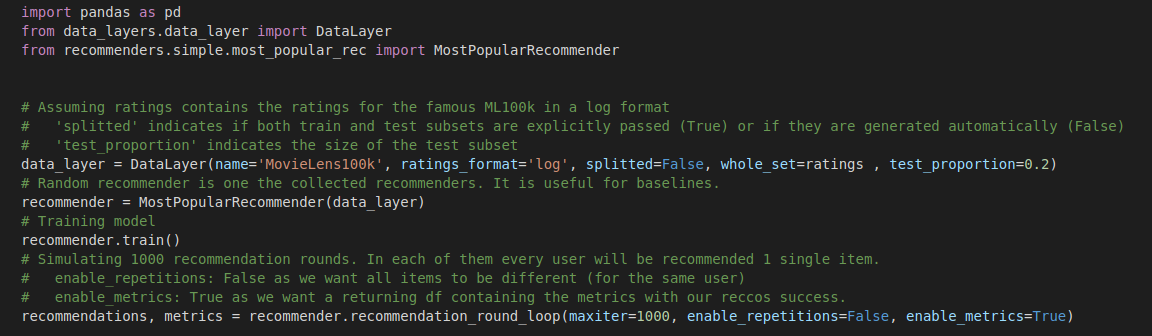 import pandas as pd
from data_layers.data_layer import DataLayer
from recommenders.simple.most_popular_rec import MostPopularRecommender
# Assuming ratings contains the ratings for the famous ML100k in a log format
#   'splitted' indicates if both train and test subsets are explicitly passed (True) or if they are generated automatically (False)
#   'test_proportion' indicates the size of the test subset
data_layer = DataLayer(name='MovieLens100k', ratings_format='log', splitted=False, whole_set=ratings , test_proportion=0.2)
# Random recommender is one the collected recommenders. It is useful for baselines.
recommender = MostPopularRecommender(data_layer)
# Training model
recommender.train()
# Simulating 1000 recommendation rounds. In each of them every user will be recommended 1 single item.
#   enable_repetitions: False as we want all items to be different (for the same user)
#   enable_metrics: True as we want a returning df containing the metrics with our reccos success.
recommendations, metrics = recommender.recommendation_round_loop(maxiter=1000, enable_repetitions=False, enable_metrics=True)